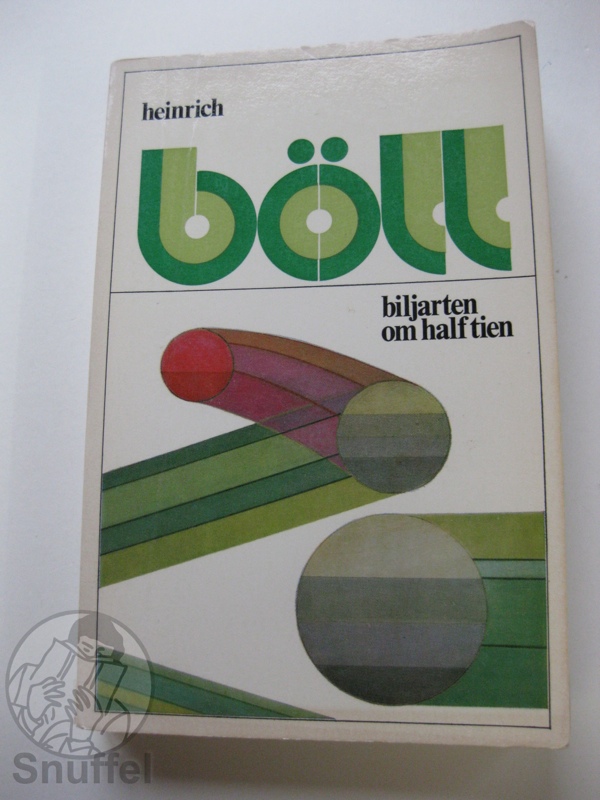 heinrich
böll
biljarten
om half tien
Snuffel